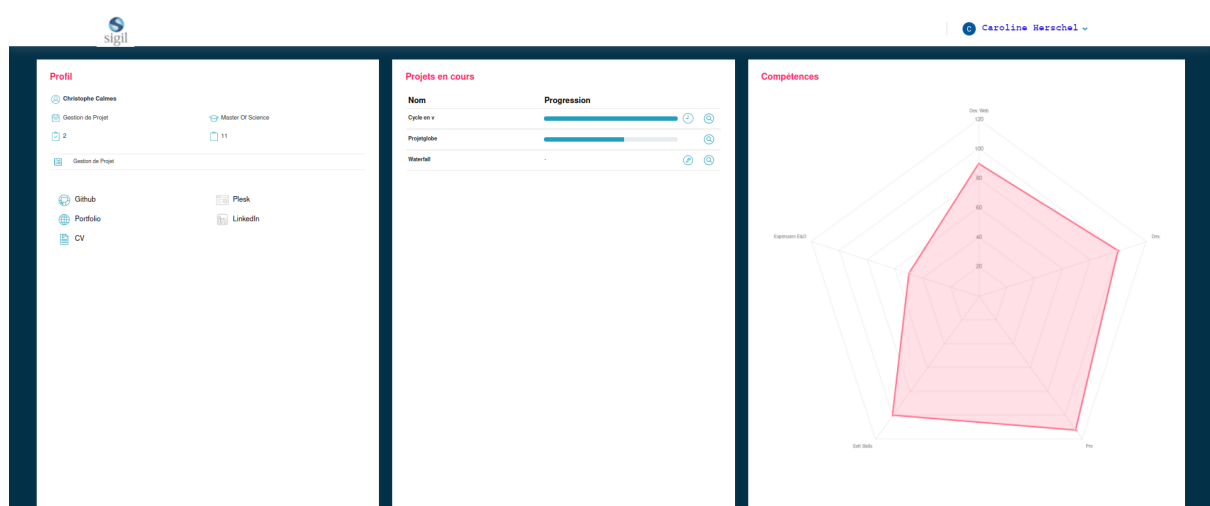 sigil
C Caroline Herschel
Profil
Christophe Calmes
Gestion de Projet
Master Of Science
2
11
Gestion de Projet
Github
Plesk
Portfolio
LinkedIn
CV
Projets en cours
Nom Progression
Cycle en v
Projetglobe
Waterfall -
Compétences
Dev. Web
120
100
80
60
40
20
Expression E&O
Dev
Soft Skills
Pro